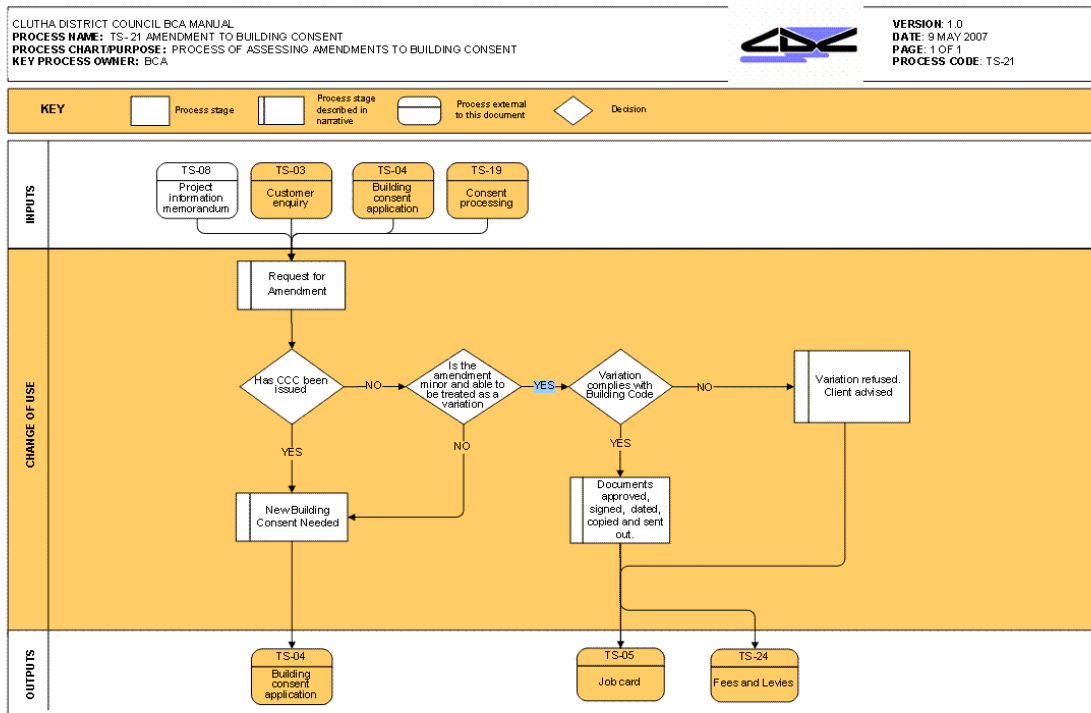 CLUTHA DISTRICT COUNCIL BCA MANUAL
PROCESS NAME: TS-21 AMENDMENT TO BUILDING CONSENT
PROCESS CHART/PURPOSE: PROCESS OF ASSESSING AMENDMENTS TO BUILDING CONSENT
KEY PROCESS OWNER: BCA
CDC
VERSION: 1.0
DATE: 9 MAY 2007
PAGE: 1 OF 1
PROCESS CODE: TS-21
KEY
Process stage
Process stage
described in
narrative
Process external
to this document
Decision
INPUTS
TS-08
Project
information
memorandum
TS-03
Customer
enquiry
TS-04
Building
consent
application
TS-19
Consent
processing
CHANGE OF USE
Request for
Amendment
Has CCC been
issued
NO
Is the
amendment
minor and able to
be treated as a
variation
YES
Variation
complies with
Building Code
NO
Variation refused.
Client advised
YES
NO
YES
New Building
Consent Needed
Documents
approved,
signed, dated,
copied and sent
out.
OUTPUTS
TS-04
Building
consent
application
TS-05
Job card
TS-24
Fees and Levies